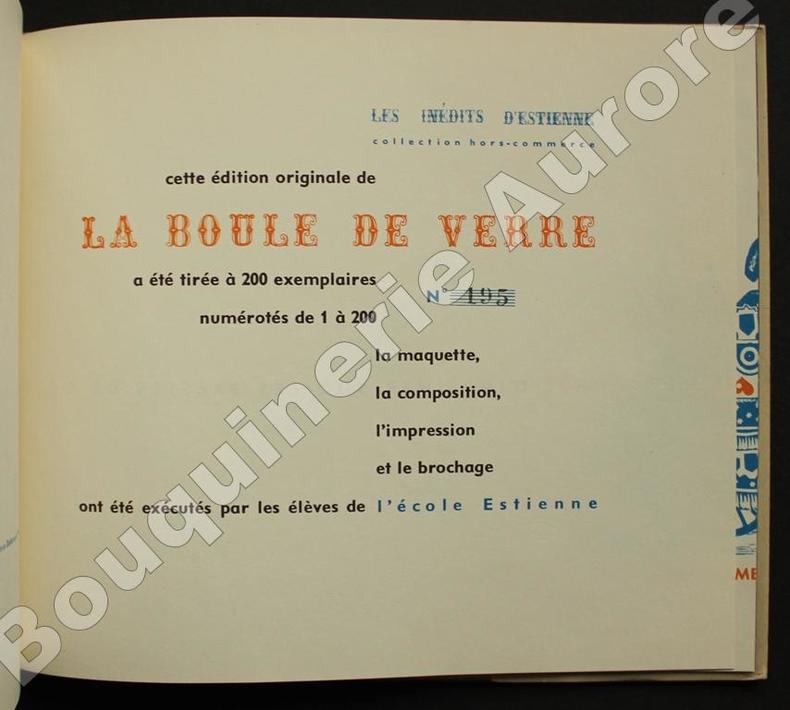 LES INÉDITS D'ESTIENNE
collection hors-commerce
cette édition originale de
LA BOULE DE VERRE
a été tirée à 200 exemplaires
N° 195
numérotés de 1 à 200
la maquette,
la composition,
l'impression
et le brochage
ont été exécutés par les élèves de l'école Estienne
ME
Bouquinerie Aurore